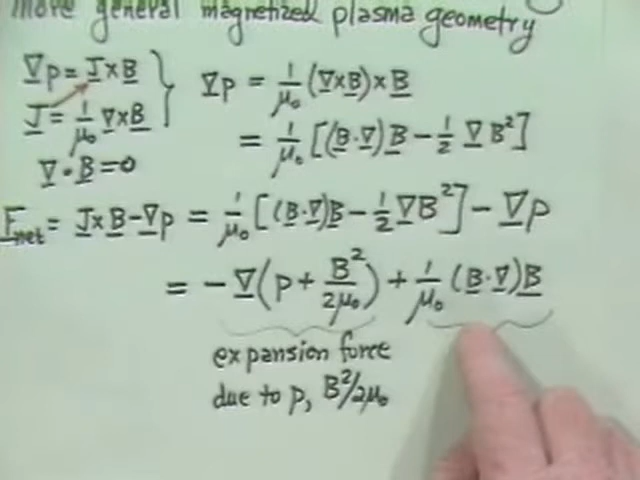 more general magnetized plasma geometry
∇p = J×B } ∇p = 1/μ₀ (∇×B)×B
J = 1/μ₀ ∇×B
= 1/μ₀ [(B·∇)B − 1/2 ∇B²]
∇·B = 0
F_net = J×B − ∇p = 1/μ₀ [(B·∇)B − 1/2 ∇B²] − ∇p
= −∇(p + B²/2μ₀) + 1/μ₀ (B·∇)B
expansion force
due to p, B²/2μ₀